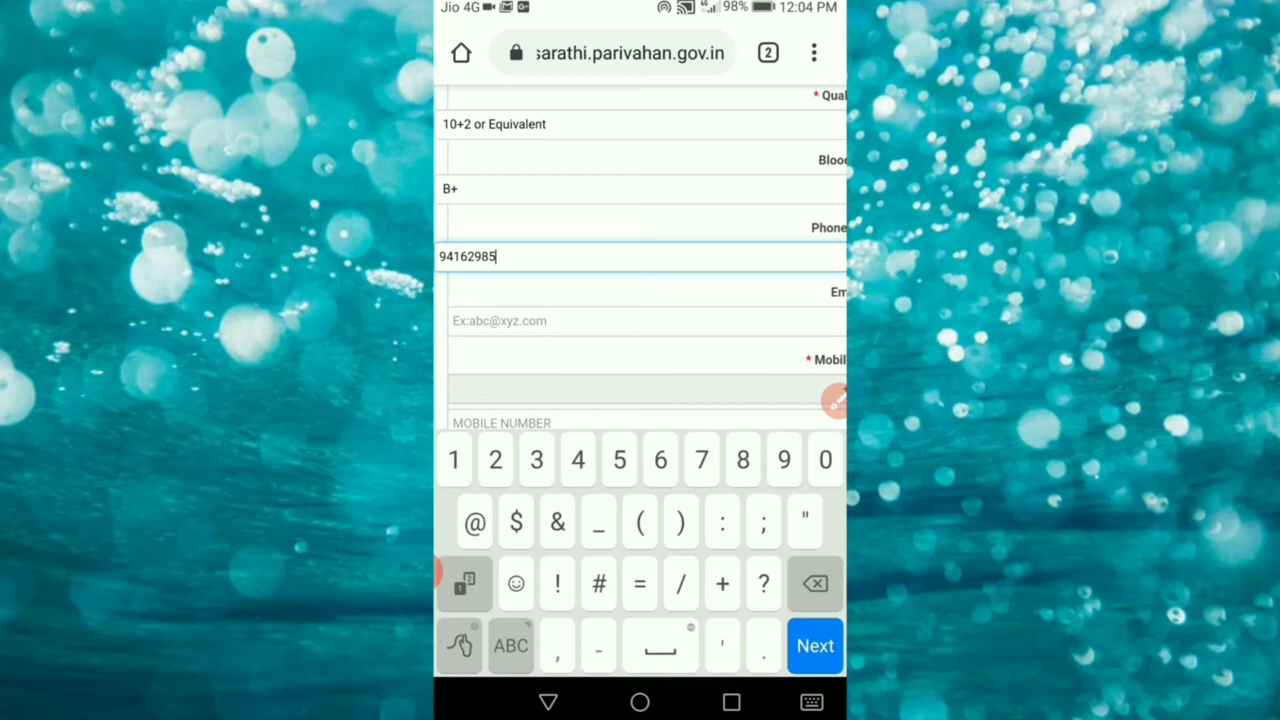 Jio 4G 98% 12:04 PM
sarathi.parivahan.gov.in 2
* Qual
10+2 or Equivalent
Blood
B+
Phone
94162985
Em
Ex:abc@xyz.com
* Mobil
MOBILE NUMBER
1 2 3 4 5 6 7 8 9 0
@ $ & _ ( ) : ; "
! # = / + ?
ABC , - ' . Next